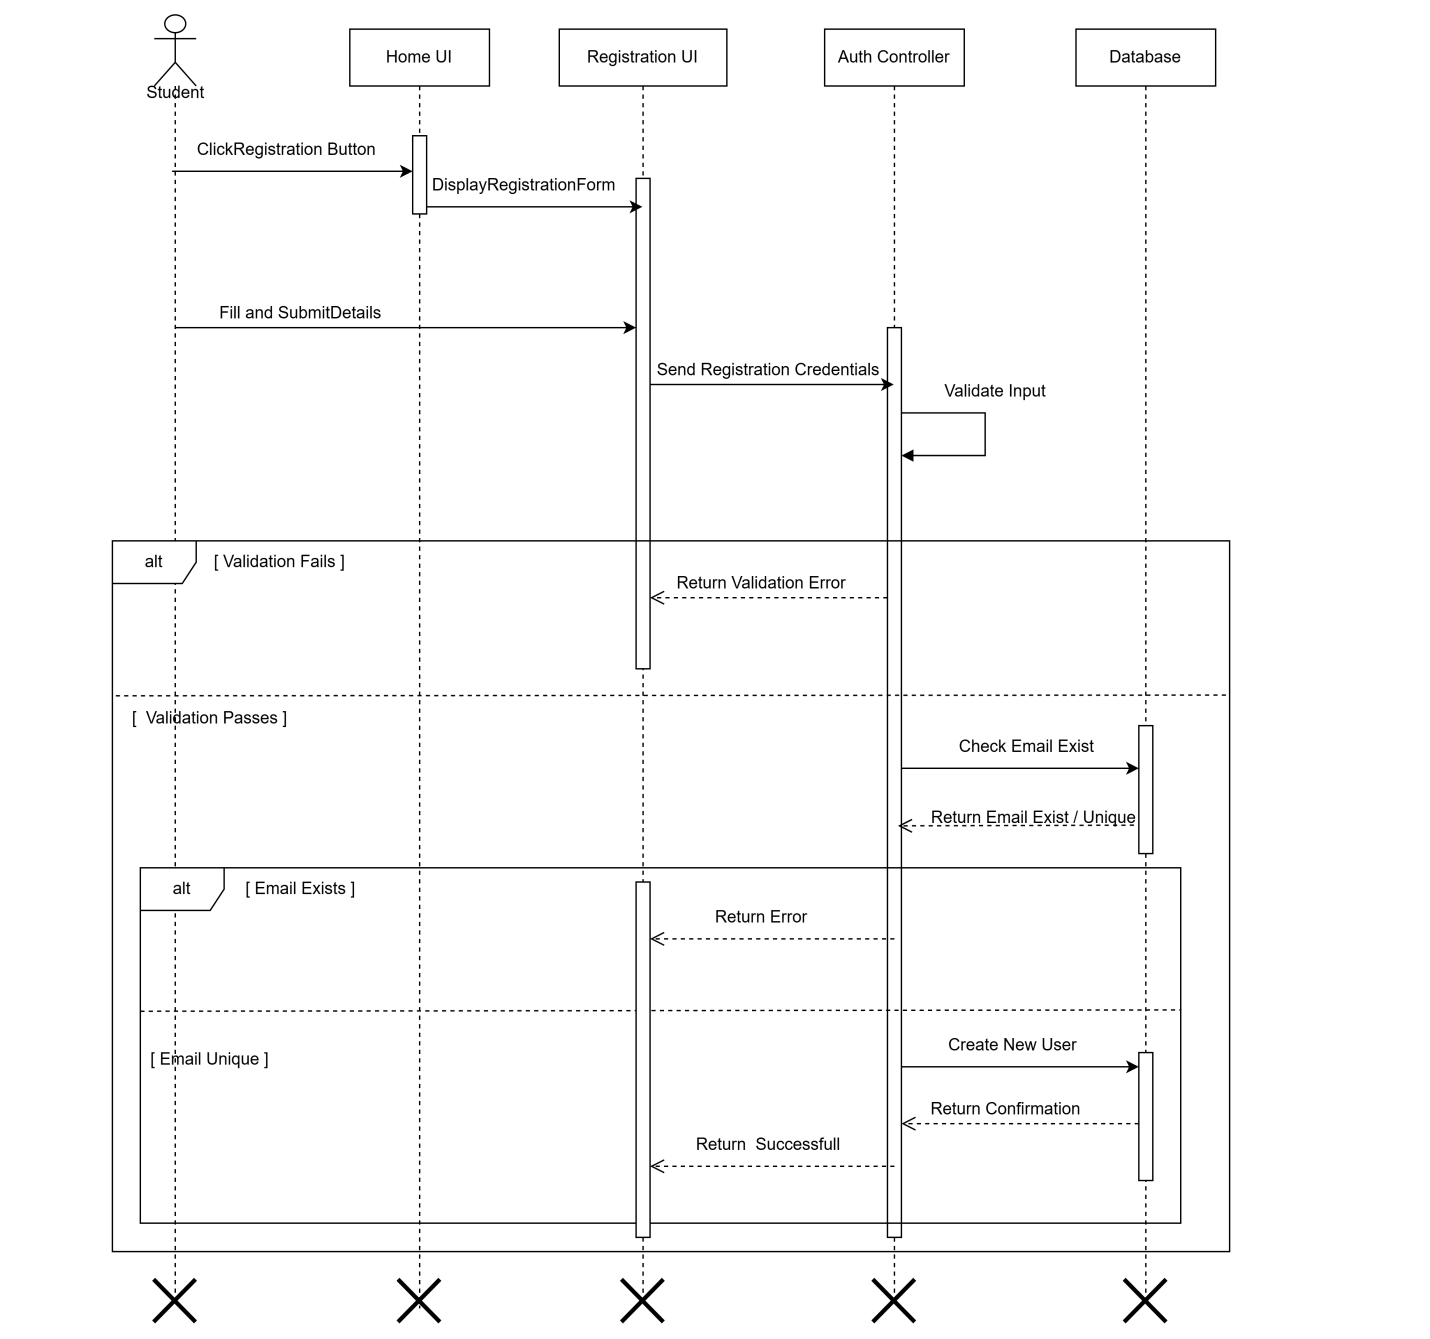 Student
Home UI
Registration UI
Auth Controller
Database
ClickRegistration Button
DisplayRegistrationForm
Fill and SubmitDetails
Send Registration Credentials
Validate Input
alt
[ Validation Fails ]
Return Validation Error
[  Validation Passes ]
Check Email Exist
Return Email Exist / Unique
alt
[ Email Exists ]
Return Error
[ Email Unique ]
Create New User
Return Confirmation
Return  Successfull